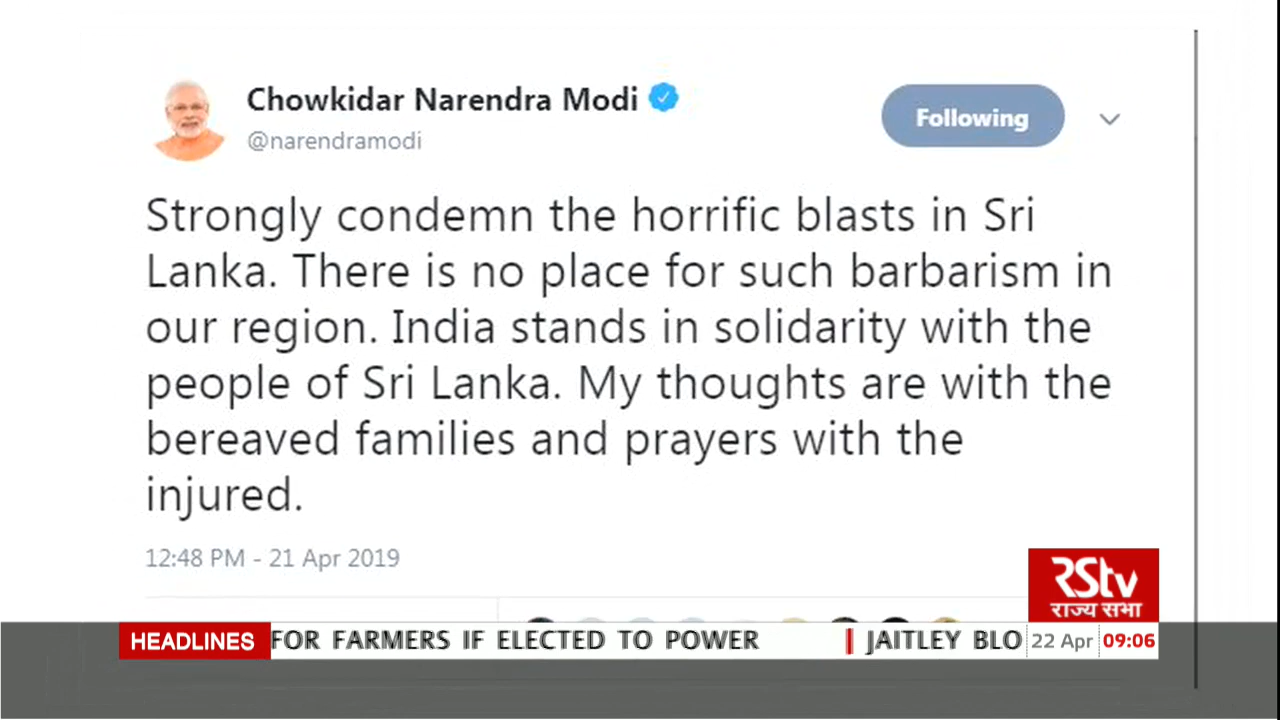 Chowkidar Narendra Modi
@narendramodi
Following
Strongly condemn the horrific blasts in Sri
Lanka. There is no place for such barbarism in
our region. India stands in solidarity with the
people of Sri Lanka. My thoughts are with the
bereaved families and prayers with the
injured.
12:48 PM - 21 Apr 2019
RStv
राज्य सभा
HEADLINES FOR FARMERS IF ELECTED TO POWER | JAITLEY BLO 22 Apr 09:06